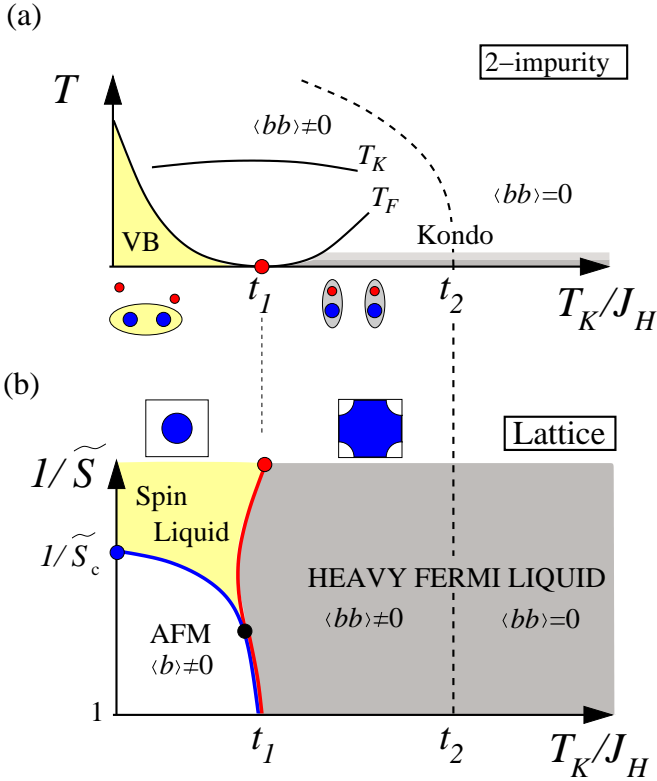 (a)
2−impurity
T
⟨bb⟩≠0
T_K
⟨bb⟩=0
T_F
VB
Kondo
t_1
t_2
T_K/J_H
(b)
Lattice
1/S̃
Spin
Liquid
1/S̃_c
HEAVY FERMI LIQUID
AFM
⟨bb⟩≠0
⟨bb⟩=0
⟨b⟩≠0
1
t_1
t_2
T_K/J_H